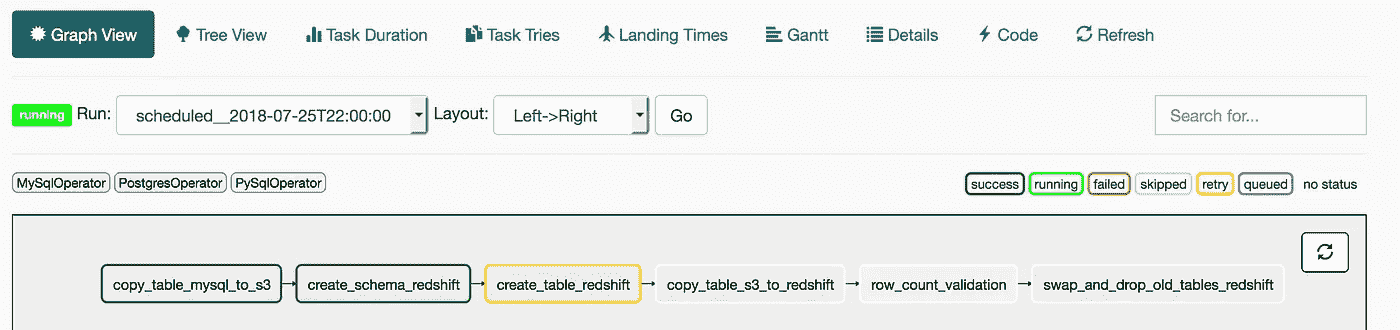 Graph View Tree View Task Duration Task Tries Landing Times Gantt Details Code Refresh
running Run: scheduled__2018-07-25T22:00:00 Layout: Left->Right Go Search for...
MySqlOperator PostgresOperator PySqlOperator success running failed skipped retry queued no status
copy_table_mysql_to_s3 create_schema_redshift create_table_redshift copy_table_s3_to_redshift row_count_validation swap_and_drop_old_tables_redshift